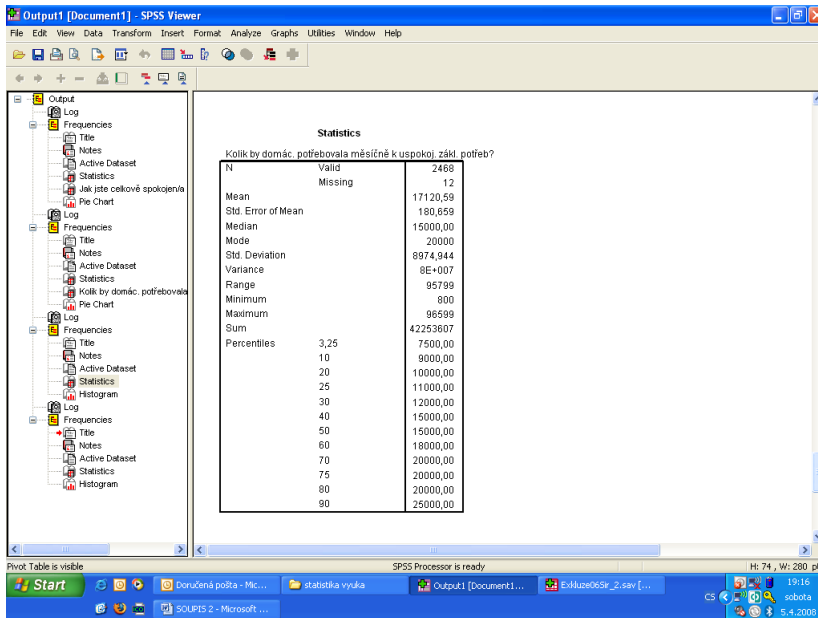 Output1 [Document1] - SPSS Viewer
File Edit View Data Transform Insert Format Analyze Graphs Utilities Window Help
Output
Log
Frequencies
Title
Notes
Active Dataset
Statistics
Jak jste celkově spokojen/a
Pie Chart
Log
Frequencies
Title
Notes
Active Dataset
Statistics
Kolik by domác. potřebovala
Pie Chart
Log
Frequencies
Title
Notes
Active Dataset
Statistics
Histogram
Log
Frequencies
Title
Notes
Active Dataset
Statistics
Histogram
Statistics
Kolik by domác. potřebovala měsíčně k uspokoj. zákl. potřeb?
N Valid 2468
Missing 12
Mean 17120,59
Std. Error of Mean 180,659
Median 15000,00
Mode 20000
Std. Deviation 8974,944
Variance 8E+007
Range 95799
Minimum 800
Maximum 96599
Sum 42253607
Percentiles 3,25 7500,00
10 9000,00
20 10000,00
25 11000,00
30 12000,00
40 15000,00
50 15000,00
60 18000,00
70 20000,00
75 20000,00
80 20000,00
90 25000,00
Pivot Table is visible SPSS Processor is ready H: 74 , W: 280 p
Start Doručená pošta - Mic... statistika vyuka Output1 [Document1... Exkluze06Sir_2.sav [... CS 19:16
sobota
SOUPIS 2 - Microsoft ... 5.4.2008